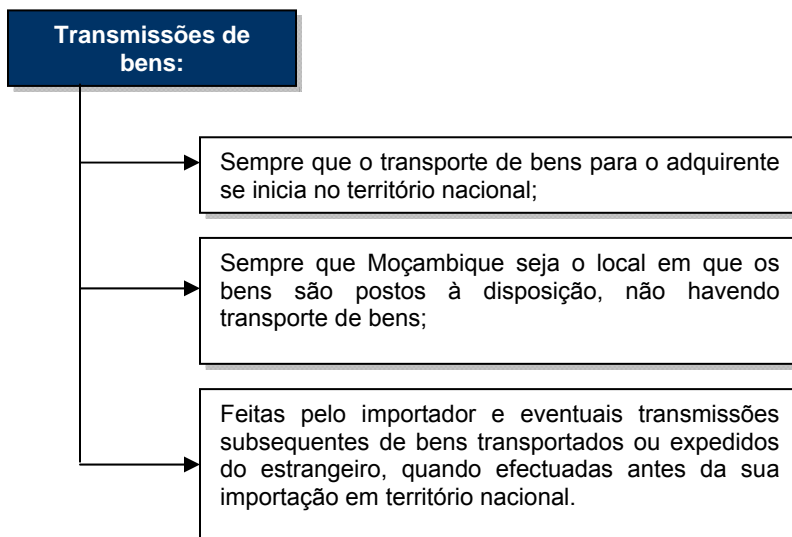 Transmissões de
bens:
Sempre que o transporte de bens para o adquirente
se inicia no território nacional;
Sempre que Moçambique seja o local em que os
bens são postos à disposição, não havendo
transporte de bens;
Feitas pelo importador e eventuais transmissões
subsequentes de bens transportados ou expedidos
do estrangeiro, quando efectuadas antes da sua
importação em território nacional.